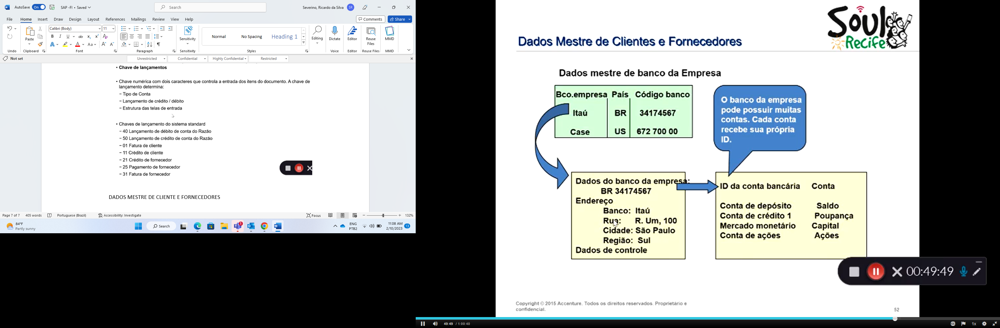 AutoSave On SAP -FI • Saved Search Severino, Ricardo da Silva SR
File Home Insert Draw Design Layout References Mailings Review View Help Comments Share
Calibri (Body) 11
Paste B I U ab x₂ x² Sensitivity Normal No Spacing Heading 1 Editing Dictate Editor Reuse Files MMD
A Aa
Undo Clipboard Font Paragraph Sensitivity Styles Voice Editor Reuse Files MMD
Not set Unrestricted Confidential Highly Confidential Restricted
• Chave de lançamentos
• Chave numérica com dois caracteres que controla a entrada dos itens do documento. A chave de
lançamento determina:
– Tipo de Conta
– Lançamento de crédito / débito
– Estrutura das telas de entrada
• Chaves de lançamento do sistema standard
– 40 Lançamento de débito de conta do Razão
– 50 Lançamento de crédito de conta do Razão
– 01 Fatura de cliente
– 11 Crédito de cliente
– 21 Crédito de fornecedor
– 25 Pagamento de fornecedor
– 31 Fatura de fornecedor
DADOS MESTRE DE CLIENTE E FORNECEDORES
Page 7 of 7 405 words Portuguese (Brazil) Accessibility: Investigate Focus 132%
84°F
Partly sunny
Search
1
ENG
PTB2
11:08 AM
2/10/2023
13
Soul
Recife
Dados Mestre de Clientes e Fornecedores
Dados mestre de banco da Empresa
Bco.empresa País Código banco
Itaú BR 34174567
Case US 672 700 00
O banco da empresa
pode possuir muitas
contas. Cada conta
recebe sua própria
ID.
Dados do banco da empresa:
BR 34174567
Endereço
Banco: Itaú
Rua: R. Um, 100
Cidade: São Paulo
Região: Sul
Dados de controle
ID da conta bancária Conta
Conta de depósito Saldo
Conta de crédito 1 Poupança
Mercado monetário Capital
Conta de ações Ações
00:49:49
Copyright © 2015 Accenture. Todos os direitos reservados. Proprietário e
confidencial.
52
49:49 / 1:00:40
CC 1x